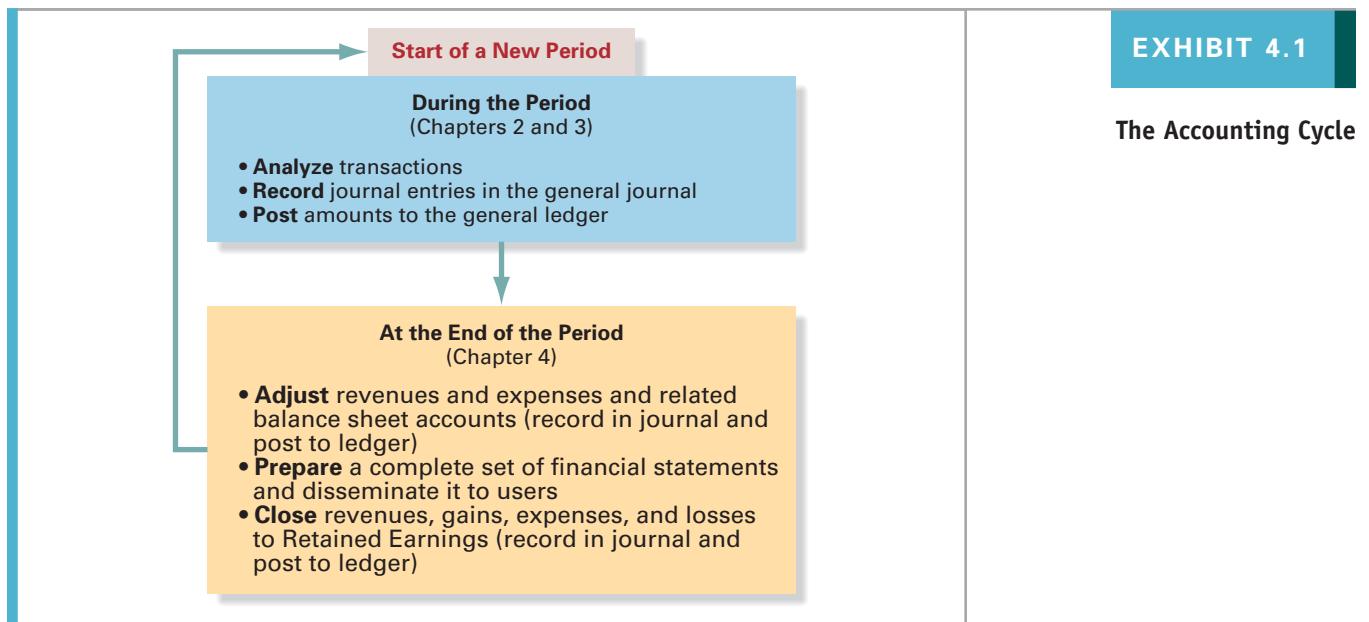 Start of a New Period
During the Period
(Chapters 2 and 3)
• Analyze transactions
• Record journal entries in the general journal
• Post amounts to the general ledger
At the End of the Period
(Chapter 4)
• Adjust revenues and expenses and related
balance sheet accounts (record in journal and
post to ledger)
• Prepare a complete set of financial statements
and disseminate it to users
• Close revenues, gains, expenses, and losses
to Retained Earnings (record in journal and
post to ledger)
EXHIBIT 4.1
The Accounting Cycle